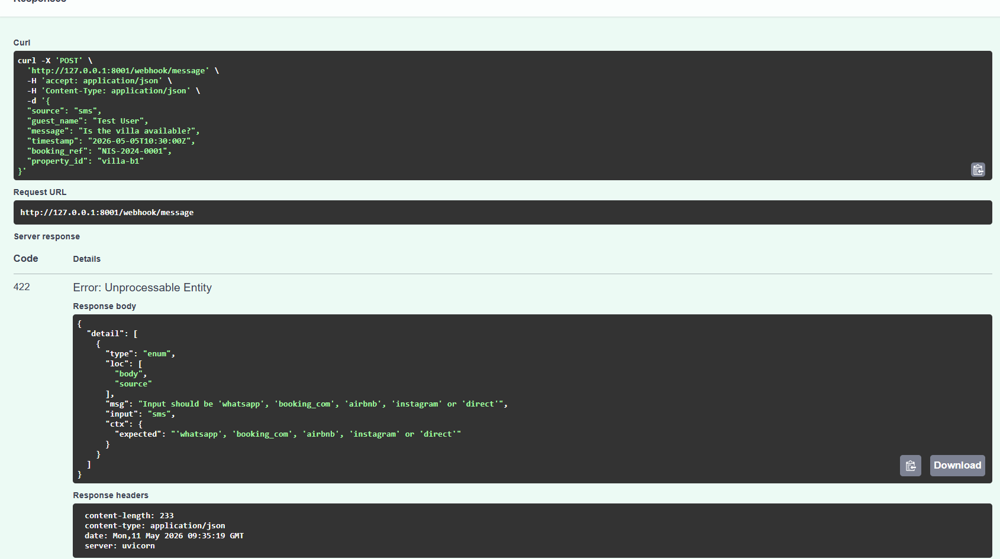 Responses
Curl
curl -X 'POST' \
  'http://127.0.0.1:8001/webhook/message' \
  -H 'accept: application/json' \
  -H 'Content-Type: application/json' \
  -d '{
  "source": "sms",
  "guest_name": "Test User",
  "message": "Is the villa available?",
  "timestamp": "2026-05-05T10:30:00Z",
  "booking_ref": "NIS-2024-0001",
  "property_id": "villa-b1"
}'
Request URL
http://127.0.0.1:8001/webhook/message
Server response
Code Details
422 Error: Unprocessable Entity
Response body
{
  "detail": [
    {
      "type": "enum",
      "loc": [
        "body",
        "source"
      ],
      "msg": "Input should be 'whatsapp', 'booking_com', 'airbnb', 'instagram' or 'direct'",
      "input": "sms",
      "ctx": {
        "expected": "'whatsapp', 'booking_com', 'airbnb', 'instagram' or 'direct'"
      }
    }
  ]
}
Download
Response headers
content-length: 233
content-type: application/json
date: Mon,11 May 2026 09:35:19 GMT
server: uvicorn